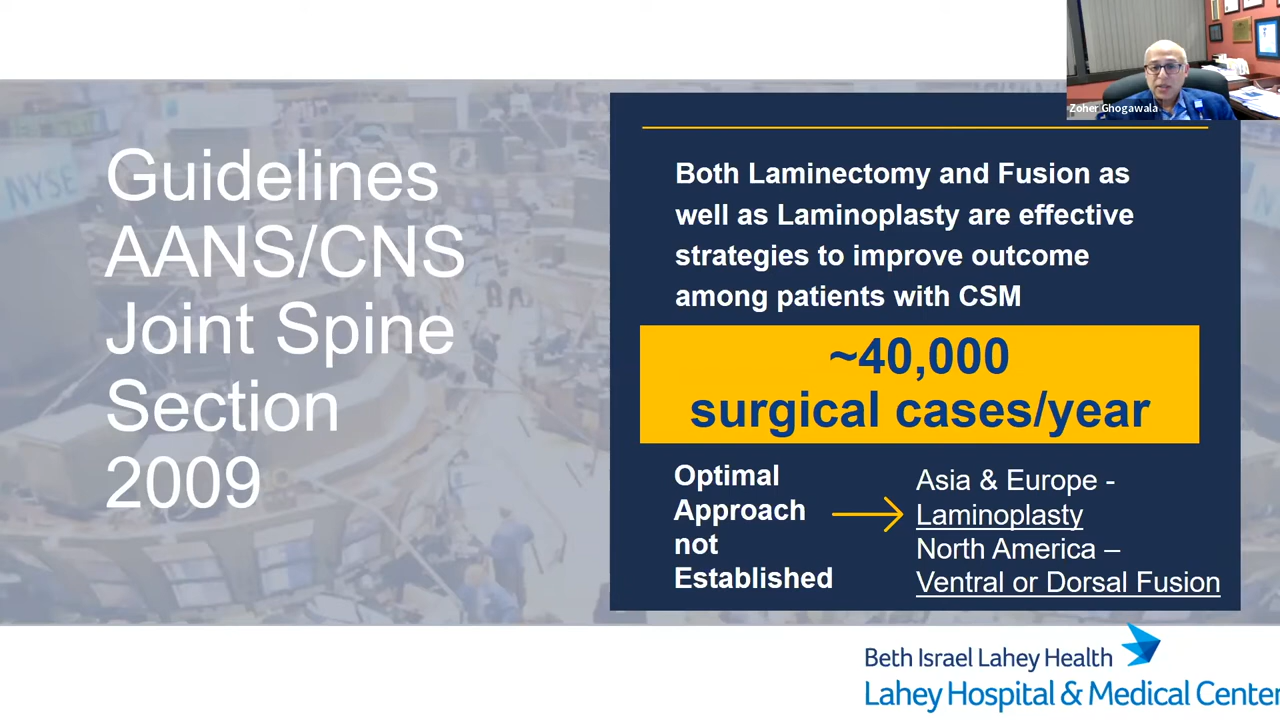 Zoher Ghogawala
NYSE
Guidelines
AANS/CNS
Joint Spine
Section
2009
Both Laminectomy and Fusion as
well as Laminoplasty are effective
strategies to improve outcome
among patients with CSM
~40,000
surgical cases/year
Optimal
Approach
not
Established
Asia & Europe -
Laminoplasty
North America –
Ventral or Dorsal Fusion
Beth Israel Lahey Health
Lahey Hospital & Medical Center